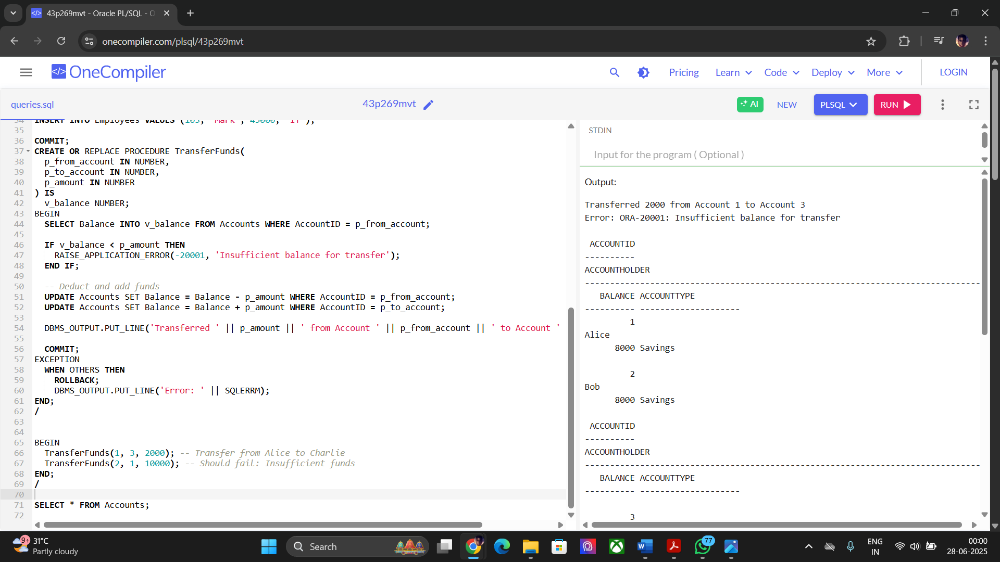 43p269mvt - Oracle PL/SQL - O
onecompiler.com/plsql/43p269mvt
</> OneCompiler
Pricing
Learn
Code
Deploy
More
LOGIN
queries.sql
43p269mvt
AI
NEW
PLSQL
RUN
34 INSERT INTO Employees VALUES (103, 'Mark', 45000, 'IT');
35
36 COMMIT;
37 CREATE OR REPLACE PROCEDURE TransferFunds(
38   p_from_account IN NUMBER,
39   p_to_account IN NUMBER,
40   p_amount IN NUMBER
41 ) IS
42   v_balance NUMBER;
43 BEGIN
44   SELECT Balance INTO v_balance FROM Accounts WHERE AccountID = p_from_account;
45
46   IF v_balance < p_amount THEN
47     RAISE_APPLICATION_ERROR(-20001, 'Insufficient balance for transfer');
48   END IF;
49
50   -- Deduct and add funds
51   UPDATE Accounts SET Balance = Balance - p_amount WHERE AccountID = p_from_account;
52   UPDATE Accounts SET Balance = Balance + p_amount WHERE AccountID = p_to_account;
53
54   DBMS_OUTPUT.PUT_LINE('Transferred ' || p_amount || ' from Account ' || p_from_account || ' to Account '
55
56   COMMIT;
57 EXCEPTION
58   WHEN OTHERS THEN
59     ROLLBACK;
60     DBMS_OUTPUT.PUT_LINE('Error: ' || SQLERRM);
61 END;
62 /
63
64
65 BEGIN
66   TransferFunds(1, 3, 2000); -- Transfer from Alice to Charlie
67   TransferFunds(2, 1, 10000); -- Should fail: Insufficient funds
68 END;
69 /
70
71 SELECT * FROM Accounts;
72
STDIN
Input for the program ( Optional )
Output:
Transferred 2000 from Account 1 to Account 3
Error: ORA-20001: Insufficient balance for transfer
ACCOUNTID
----------
ACCOUNTHOLDER
--------------------------------------------------------------------------------
BALANCE ACCOUNTTYPE
---------- --------------------
1
Alice
8000 Savings
2
Bob
8000 Savings
ACCOUNTID
----------
ACCOUNTHOLDER
--------------------------------------------------------------------------------
BALANCE ACCOUNTTYPE
---------- --------------------
3
9+
31°C
Partly cloudy
Search
77
ENG
IN
00:00
28-06-2025